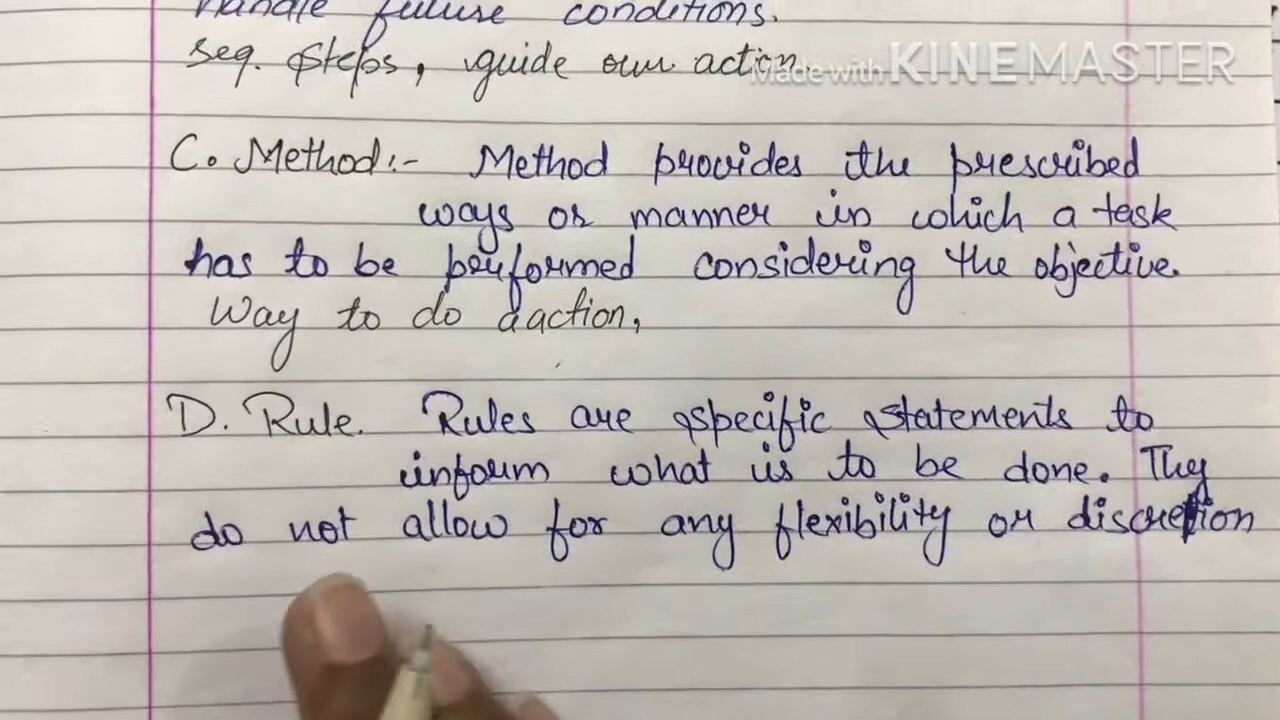 handle future conditions.
seq. steps, guide our action.
Made with KINEMASTER
C. Method:- Method provides the prescribed
ways or manner in which a task
has to be performed considering the objective.
Way to do a action,
D. Rule. Rules are specific statements to
inform what is to be done. They
do not allow for any flexibility or discretion